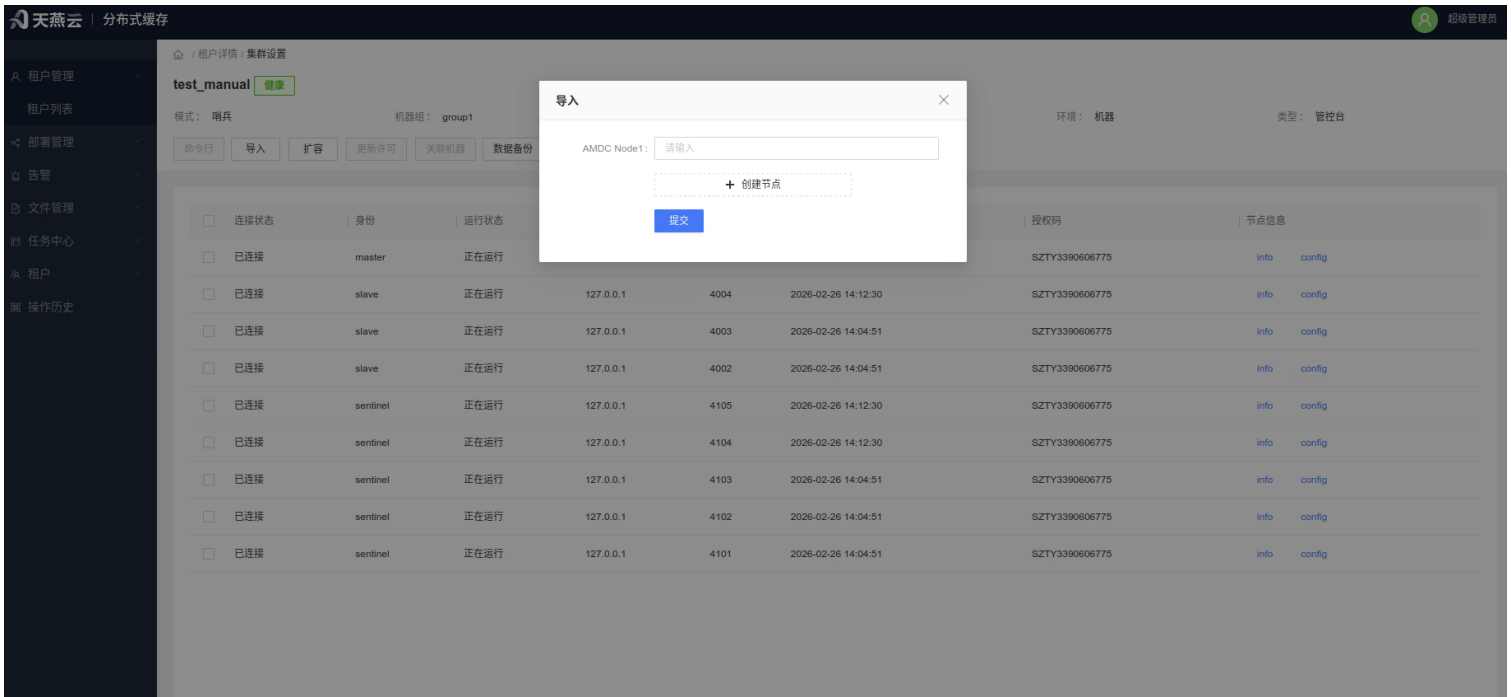 天燕云 | 分布式缓存
超级管理员
租户管理
租户列表
部署管理
告警
文件管理
任务中心
租户
操作历史
/ 租户详情 / 集群设置
test_manual 健康
模式： 哨兵 机器组： group1 环境： 机器 类型： 管控台
命令行 导入 扩容 更新许可 关联机器 数据备份
导入
AMDC Node1: 请输入
+ 创建节点
提交
连接状态 身份 运行状态 授权码 节点信息
已连接 master 正在运行 SZTY3390606775 info config
已连接 slave 正在运行 127.0.0.1 4004 2026-02-26 14:12:30 SZTY3390606775 info config
已连接 slave 正在运行 127.0.0.1 4003 2026-02-26 14:04:51 SZTY3390606775 info config
已连接 slave 正在运行 127.0.0.1 4002 2026-02-26 14:04:51 SZTY3390606775 info config
已连接 sentinel 正在运行 127.0.0.1 4105 2026-02-26 14:12:30 SZTY3390606775 info config
已连接 sentinel 正在运行 127.0.0.1 4104 2026-02-26 14:12:30 SZTY3390606775 info config
已连接 sentinel 正在运行 127.0.0.1 4103 2026-02-26 14:04:51 SZTY3390606775 info config
已连接 sentinel 正在运行 127.0.0.1 4102 2026-02-26 14:04:51 SZTY3390606775 info config
已连接 sentinel 正在运行 127.0.0.1 4101 2026-02-26 14:04:51 SZTY3390606775 info config